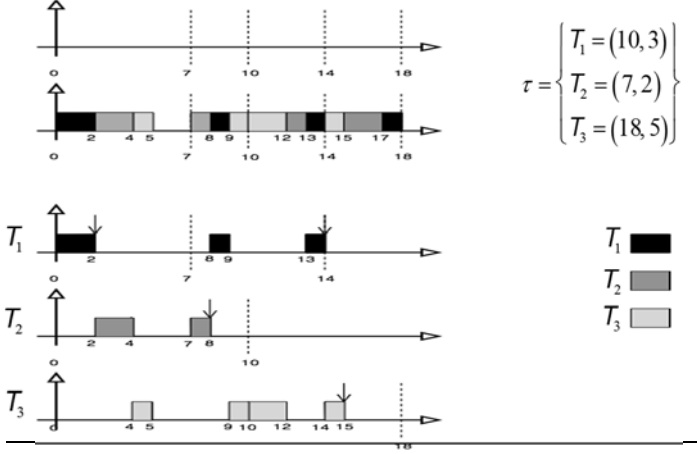 0 7 10 14 18
2 4 5 8 9 12 13 15 17
0 7 10 14 18
τ = { T1 = (10, 3)
T2 = (7, 2)
T3 = (18, 5) }
T1
2 8 9 13
0 7 14
T2
2 4 7 8
0 10
T3
0 4 5 9 10 12 14 15
18
T1
T2
T3